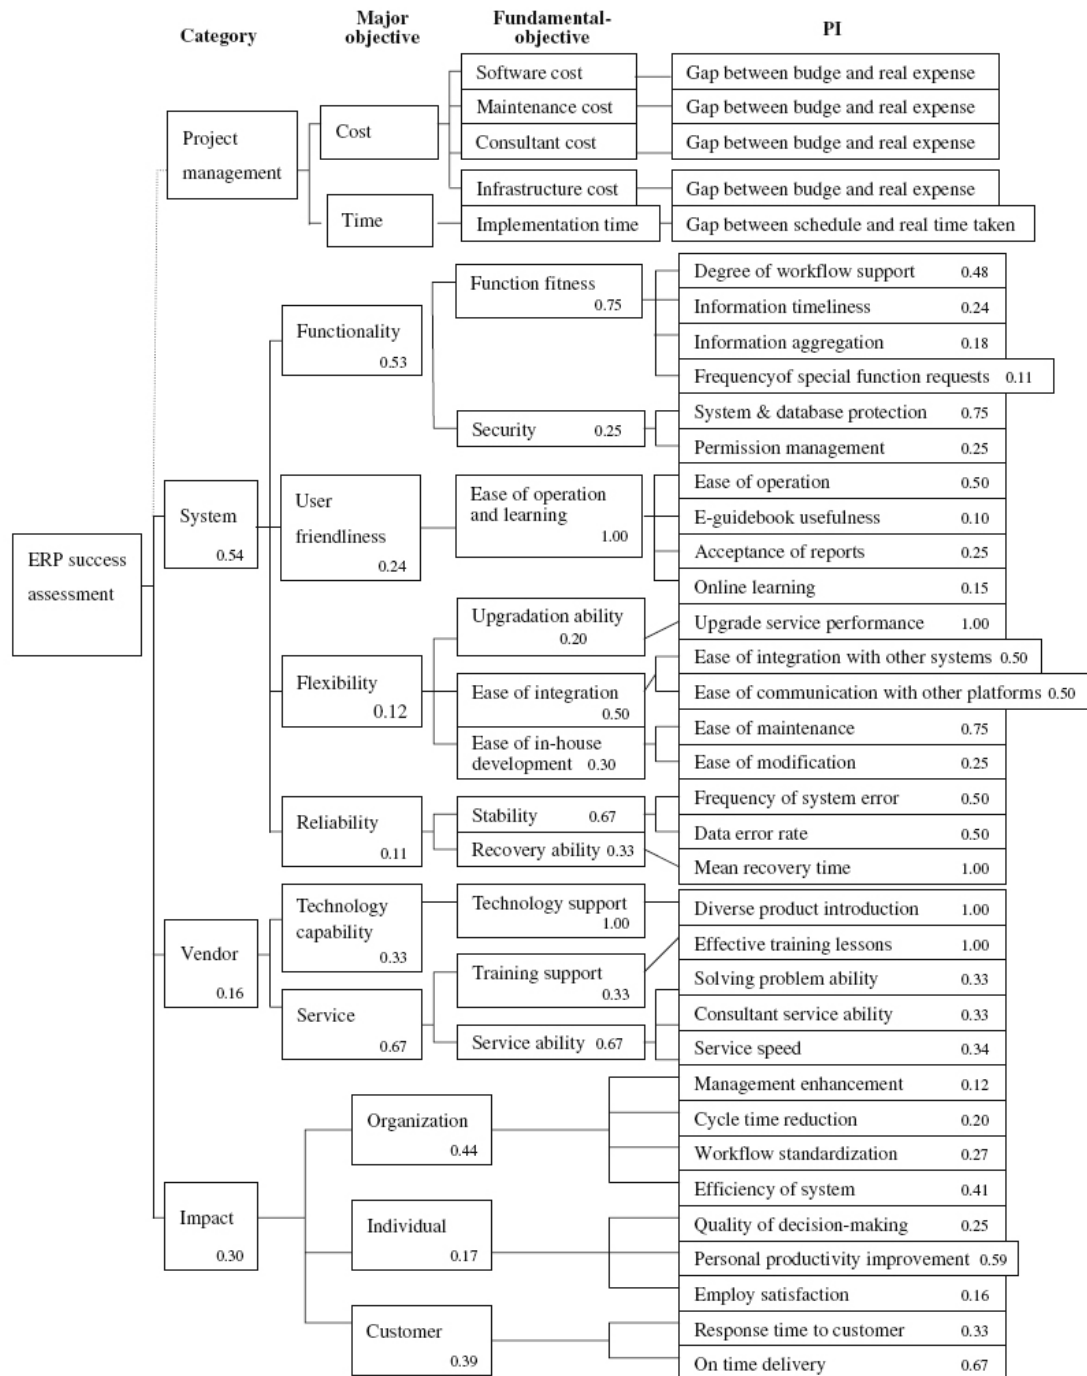 Category
Major
objective
Fundamental-
objective
PI
ERP success
assessment
Project
management
Cost
Software cost
Gap between budge and real expense
Maintenance cost
Gap between budge and real expense
Consultant cost
Gap between budge and real expense
Infrastructure cost
Gap between budge and real expense
Time
Implementation time
Gap between schedule and real time taken
System
0.54
Functionality
0.53
Function fitness
0.75
Degree of workflow support 0.48
Information timeliness 0.24
Information aggregation 0.18
Frequencyof special function requests 0.11
Security 0.25
System & database protection 0.75
Permission management 0.25
User
friendliness
0.24
Ease of operation
and learning
1.00
Ease of operation 0.50
E-guidebook usefulness 0.10
Acceptance of reports 0.25
Online learning 0.15
Flexibility
0.12
Upgradation ability
0.20
Upgrade service performance 1.00
Ease of integration
0.50
Ease of integration with other systems 0.50
Ease of communication with other platforms 0.50
Ease of in-house
development 0.30
Ease of maintenance 0.75
Ease of modification 0.25
Reliability
0.11
Stability 0.67
Frequency of system error 0.50
Data error rate 0.50
Recovery ability 0.33
Mean recovery time 1.00
Vendor
0.16
Technology
capability
0.33
Technology support
1.00
Diverse product introduction 1.00
Service
0.67
Training support
0.33
Effective training lessons 1.00
Service ability 0.67
Solving problem ability 0.33
Consultant service ability 0.33
Service speed 0.34
Impact
0.30
Organization
0.44
Management enhancement 0.12
Cycle time reduction 0.20
Workflow standardization 0.27
Efficiency of system 0.41
Individual
0.17
Quality of decision-making 0.25
Personal productivity improvement 0.59
Employ satisfaction 0.16
Customer
0.39
Response time to customer 0.33
On time delivery 0.67